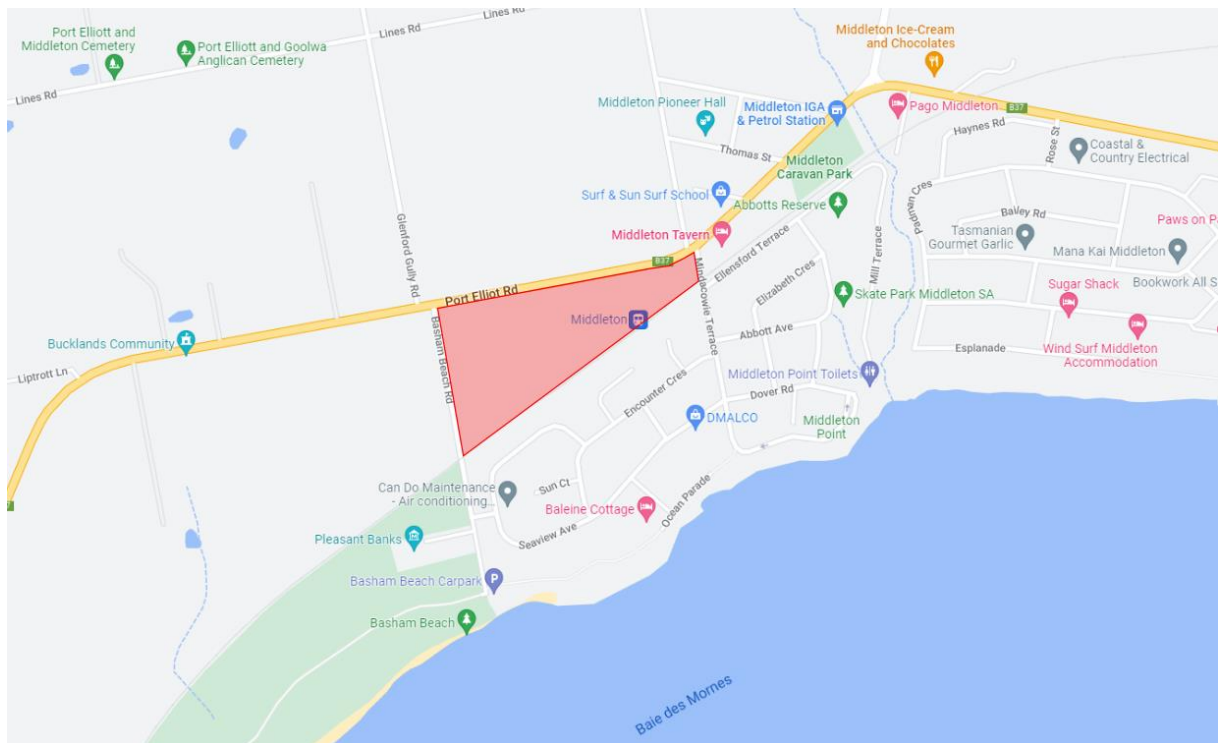 Port Elliott and
Middleton Cemetery
Port Elliott and Goolwa
Anglican Cemetery
Lines Rd
Lines Rd
Lines Rd
Middleton Ice-Cream
and Chocolates
Middleton Pioneer Hall
Middleton IGA
& Petrol Station
Pago Middleton
B37
Haynes Rd
Rose St
Coastal &
Country Electrical
Thomas St
Middleton
Caravan Park
Surf & Sun Surf School
Abbotts Reserve
Padman Cres
Bailey Rd
Paws on P
Glenford Gully Rd
Middleton Tavern
Ellensford Terrace
Mill Terrace
Tasmanian
Gourmet Garlic
Mana Kai Middleton
B37
Mindacowie Terrace
Bookwork All S
Port Elliot Rd
Elizabeth Cres
Skate Park Middleton SA
Sugar Shack
Middleton
Basham Beach Rd
Abbott Ave
Bucklands Community
Esplanade
Wind Surf Middleton
Accommodation
Liptrott Ln
Encounter Cres
Middleton Point Toilets
Dover Rd
DMALCO
Middleton
Point
Can Do Maintenance
- Air conditioning...
Sun Ct
Baleine Cottage
Ocean Parade
Pleasant Banks
Seaview Ave
Basham Beach Carpark
P
Basham Beach
Baie des Mornes